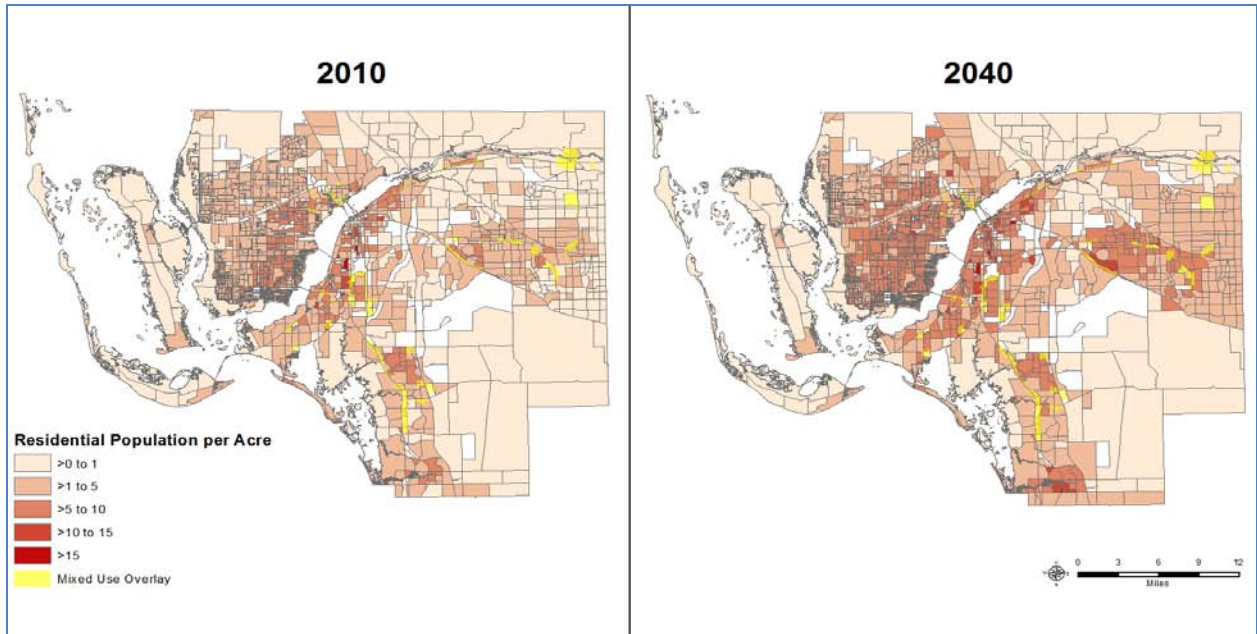 2010
2040
Residential Population per Acre
>0 to 1
>1 to 5
>5 to 10
>10 to 15
>15
Mixed Use Overlay
0 3 6 9 12
Miles